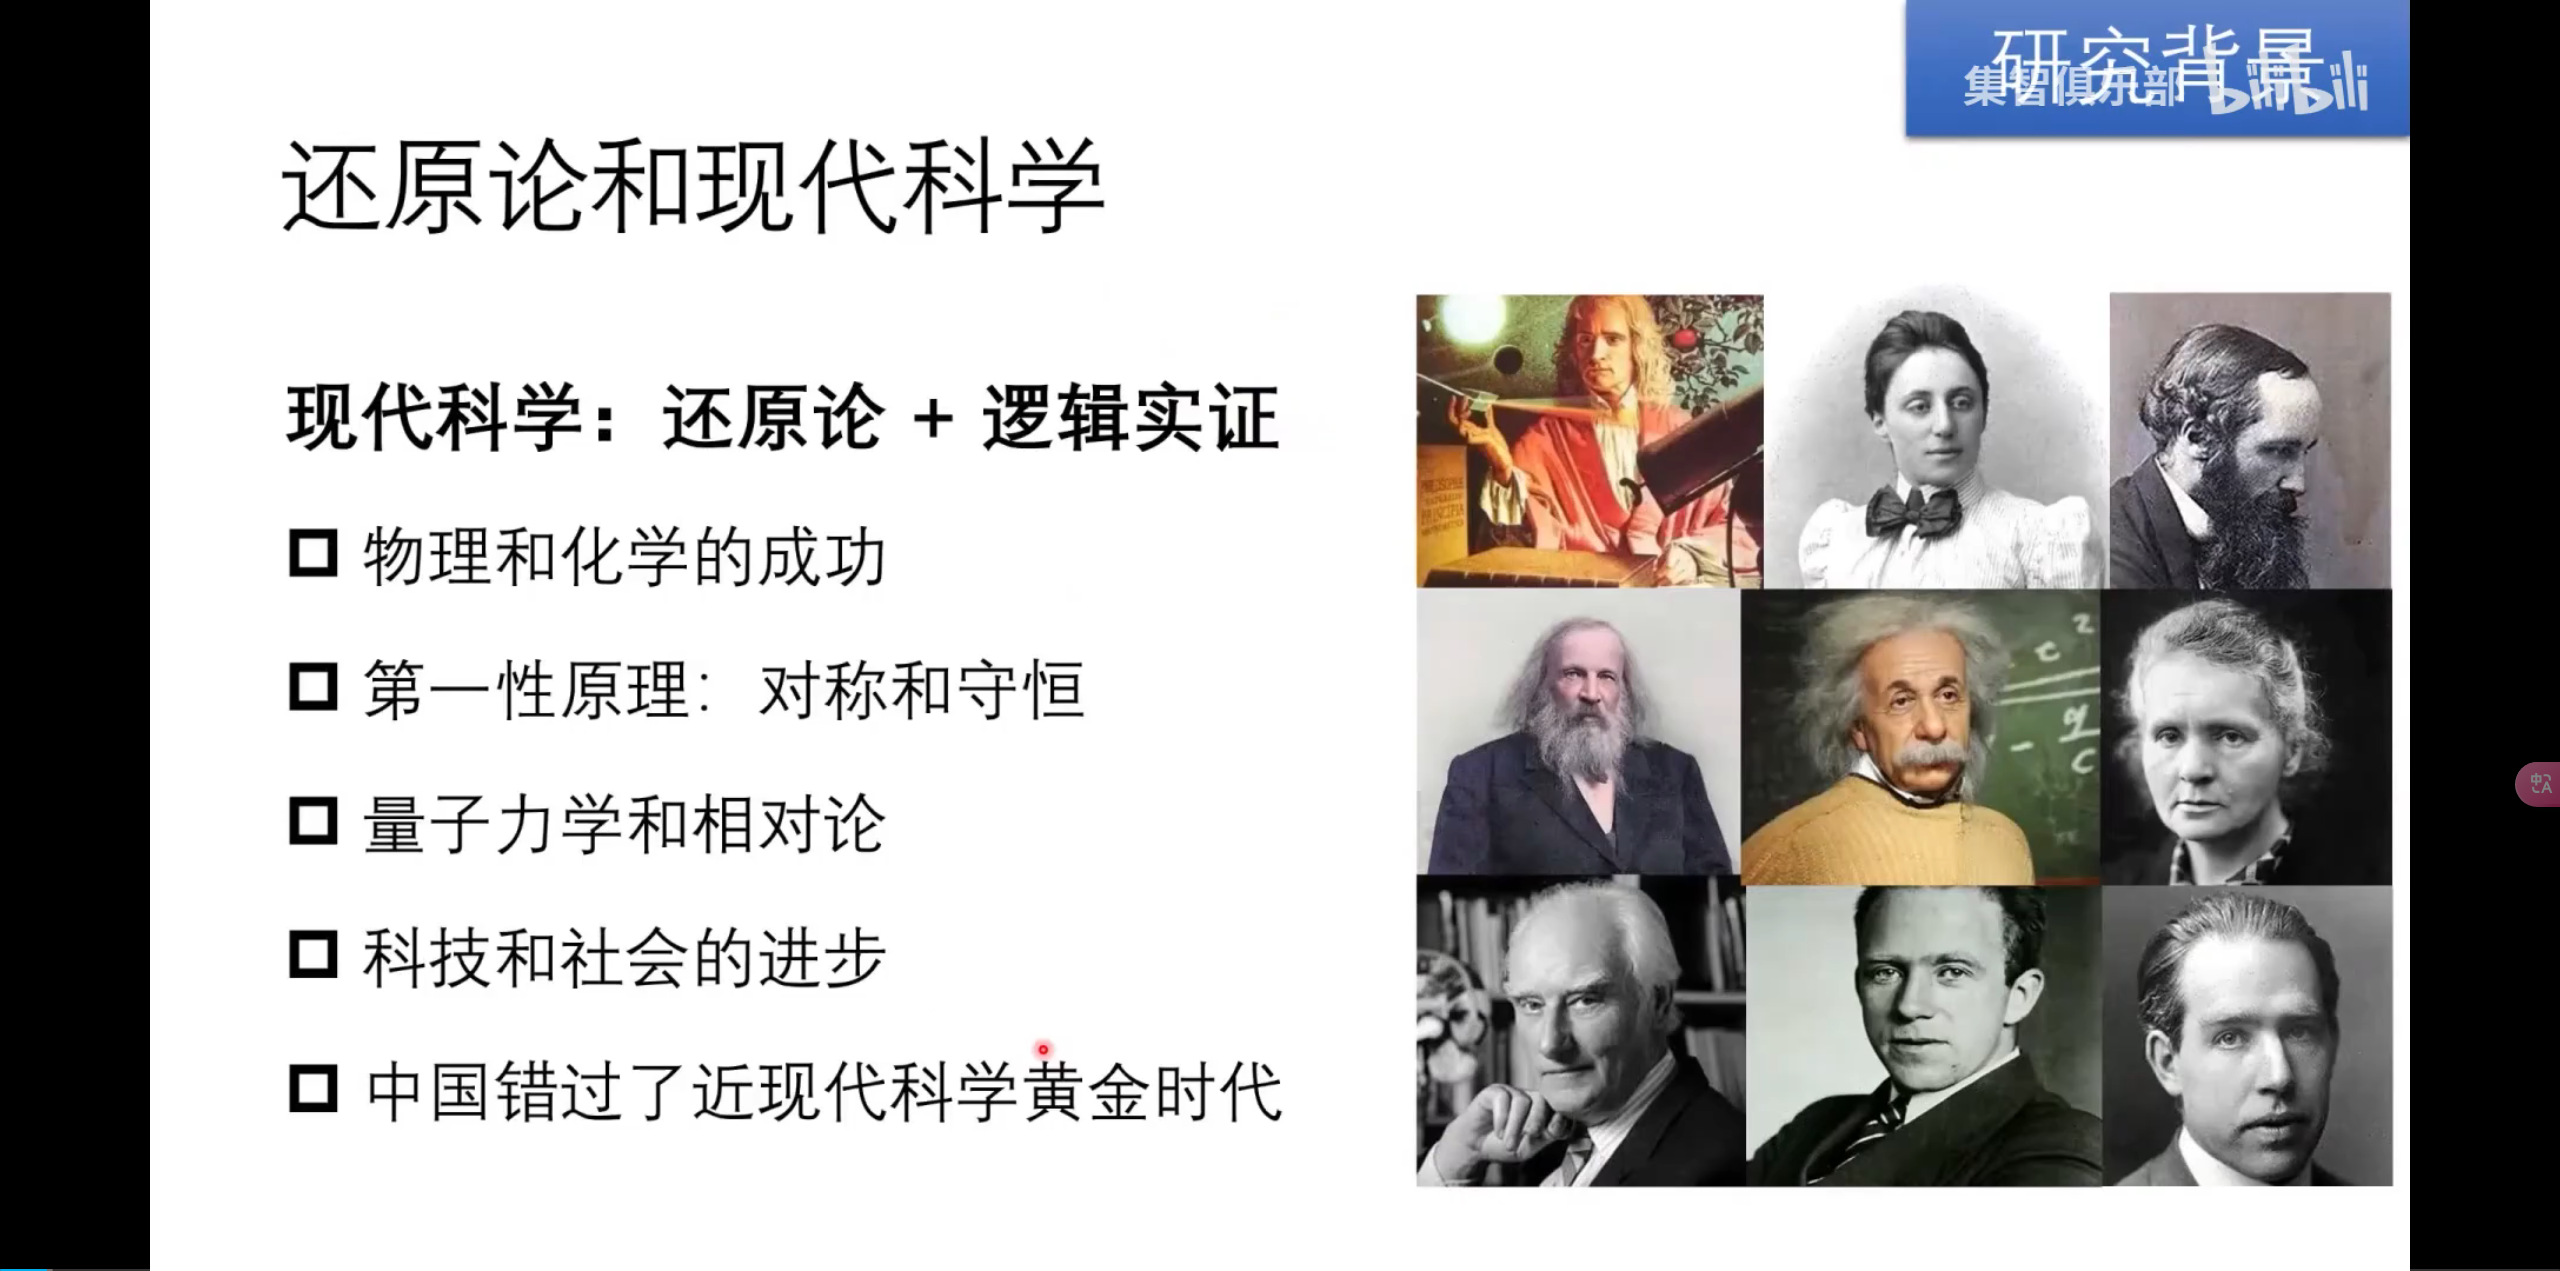 研究背景
集智俱乐部 bilibili
还原论和现代科学
现代科学：还原论 + 逻辑实证
物理和化学的成功
第一性原理：对称和守恒
量子力学和相对论
科技和社会的进步
中国错过了近现代科学黄金时代
PRINCIPIA
c 2
q
- c
中 A